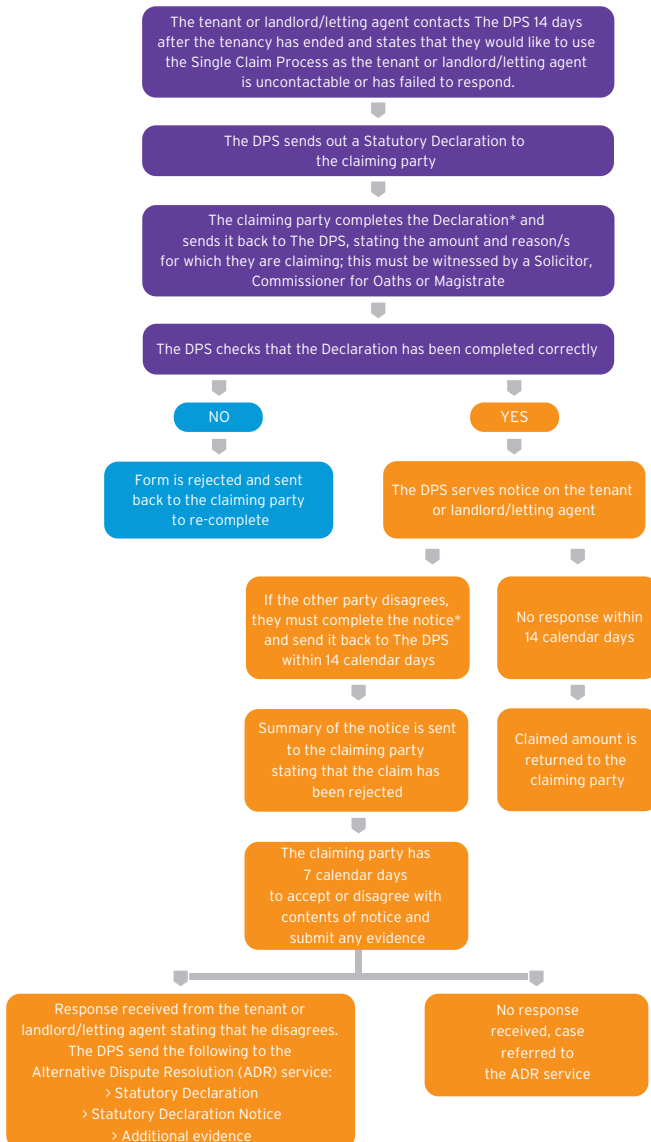 The tenant or landlord/letting agent contacts The DPS 14 days
after the tenancy has ended and states that they would like to use
the Single Claim Process as the tenant or landlord/letting agent
is uncontactable or has failed to respond.
The DPS sends out a Statutory Declaration to
the claiming party
The claiming party completes the Declaration* and
sends it back to The DPS, stating the amount and reason/s
for which they are claiming; this must be witnessed by a Solicitor,
Commissioner for Oaths or Magistrate
The DPS checks that the Declaration has been completed correctly
NO
Form is rejected and sent
back to the claiming party
to re-complete
YES
The DPS serves notice on the tenant
or landlord/letting agent
If the other party disagrees,
they must complete the notice*
and send it back to The DPS
within 14 calendar days
No response within
14 calendar days
Summary of the notice is sent
to the claiming party
stating that the claim has
been rejected
Claimed amount is
returned to the
claiming party
The claiming party has
7 calendar days
to accept or disagree with
contents of notice and
submit any evidence
Response received from the tenant or
landlord/letting agent stating that he disagrees.
The DPS send the following to the
Alternative Dispute Resolution (ADR) service:
> Statutory Declaration
> Statutory Declaration Notice
> Additional evidence
No response
received, case
referred to
the ADR service